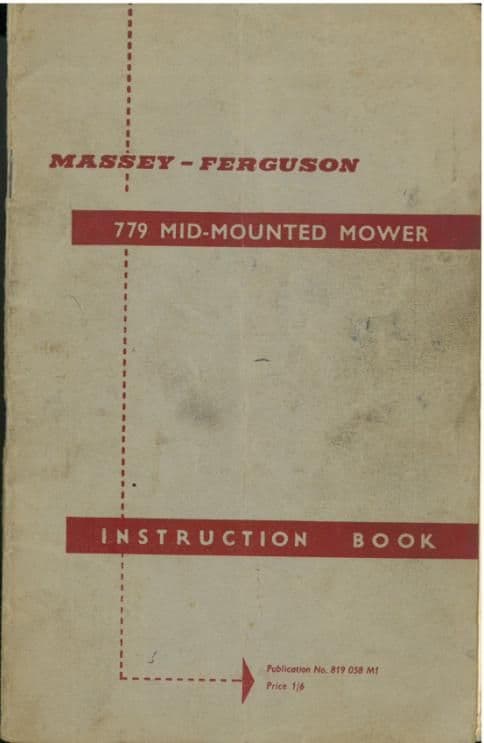 MASSEY-FERGUSON
779 MID-MOUNTED MOWER
INSTRUCTION BOOK
Publication No. 819 058 M1
Price 1/6